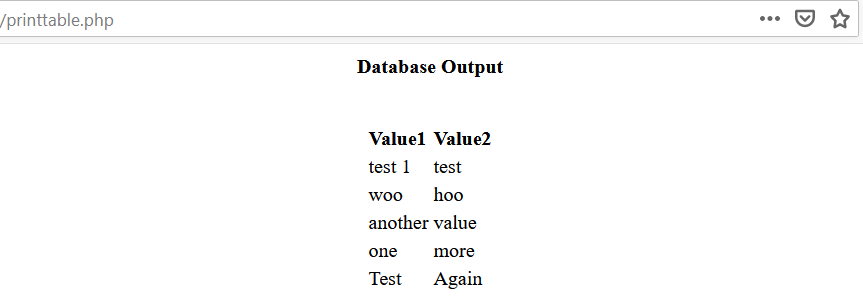 /printtable.php
Database Output
Value1 Value2
test 1 test
woo hoo
another value
one more
Test Again